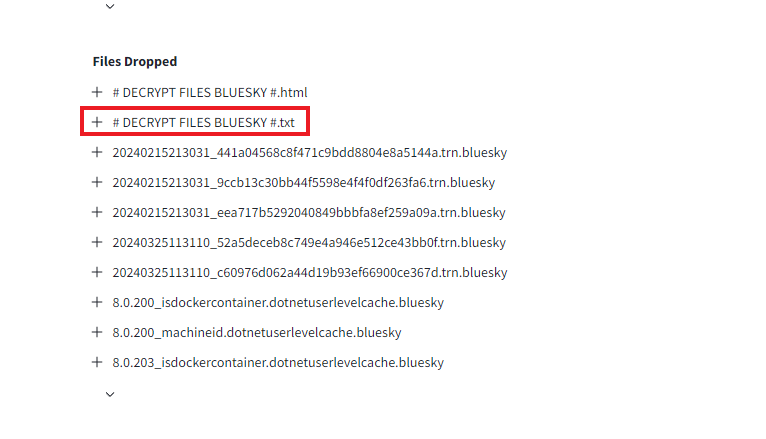 Files Dropped
# DECRYPT FILES BLUESKY #.html
# DECRYPT FILES BLUESKY #.txt
20240215213031_441a04568c8f471c9bdd8804e8a5144a.trn.bluesky
20240215213031_9ccb13c30bb44f5598e4f4f0df263fa6.trn.bluesky
20240215213031_eea717b5292040849bbbfa8ef259a09a.trn.bluesky
20240325113110_52a5deceb8c749e4a946e512ce43bb0f.trn.bluesky
20240325113110_c60976d062a44d19b93ef66900ce367d.trn.bluesky
8.0.200_isdockercontainer.dotnetuserlevelcache.bluesky
8.0.200_machineid.dotnetuserlevelcache.bluesky
8.0.203_isdockercontainer.dotnetuserlevelcache.bluesky